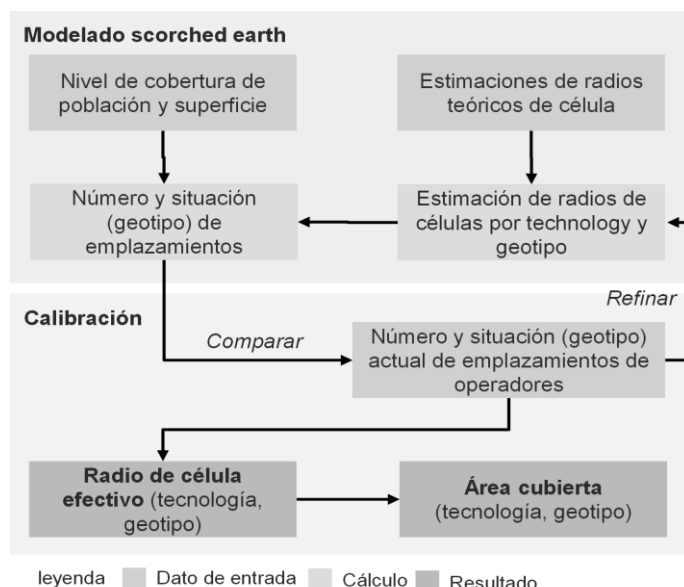 Modelado scorched earth
Nivel de cobertura de
población y superficie
Estimaciones de radios
teóricos de célula
Número y situación
(geotipo) de
emplazamientos
Estimación de radios de
células por technology y
geotipo
Refinar
Calibración
Comparar
Número y situación (geotipo)
actual de emplazamientos de
operadores
Radio de célula
efectivo (tecnología,
geotipo)
Área cubierta
(tecnología, geotipo)
leyenda Dato de entrada Cálculo Resultado